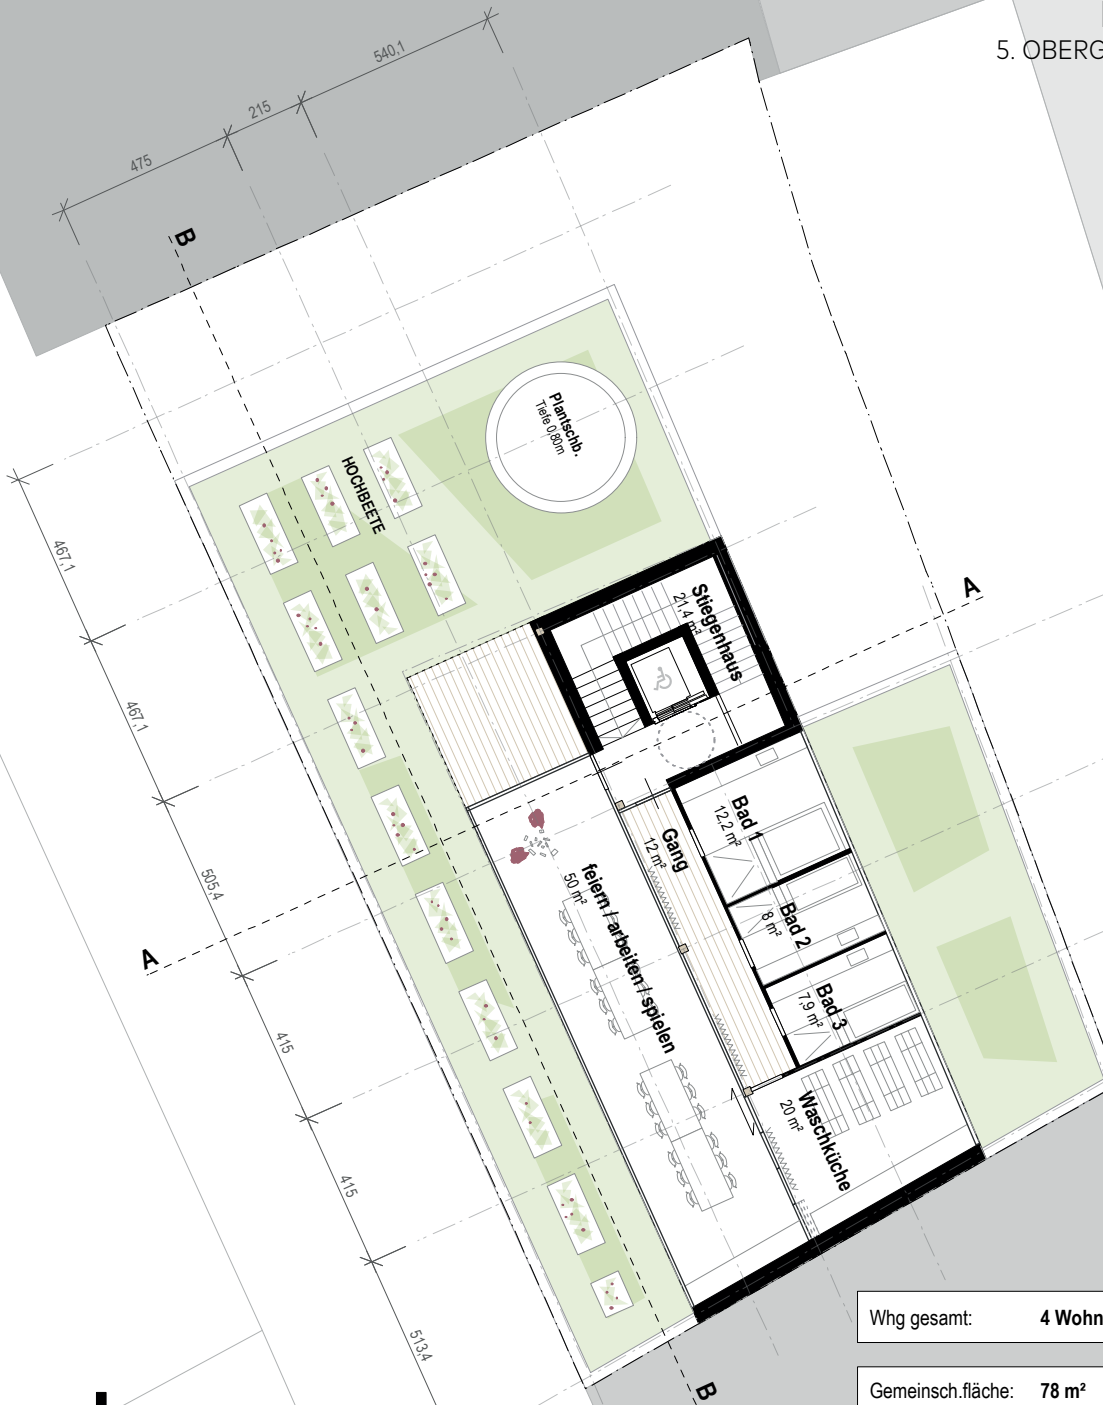 5. OBERG
540,1
215
475
B
Plantschb.
Tiefe 0,80m
HOCHBEETE
467,1
467,1
505,4
415
415
513,4
A
A
Stiegenhaus
21,4 m²
Bad 1
12,2 m²
Gang
12 m²
Bad 2
8 m²
Bad 3
7,9 m²
feiern / arbeiten / spielen
50 m²
Waschküche
20 m²
B
Whg gesamt: 4 Wohn
Gemeinsch.fläche: 78 m²